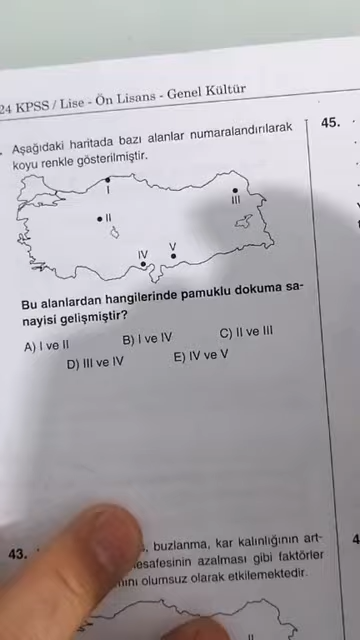 24 KPSS / Lise - Ön Lisans - Genel Kültür
Aşağıdaki haritada bazı alanlar numaralandırılarak
koyu renkle gösterilmiştir.
I
II
III
IV
V
Bu alanlardan hangilerinde pamuklu dokuma sa-
nayisi gelişmiştir?
A) I ve II
B) I ve IV
C) II ve III
D) III ve IV
E) IV ve V
45.
43.
buzlanma, kar kalınlığının art-
azalması gibi faktörler
olumsuz olarak etkilemektedir.
II
4